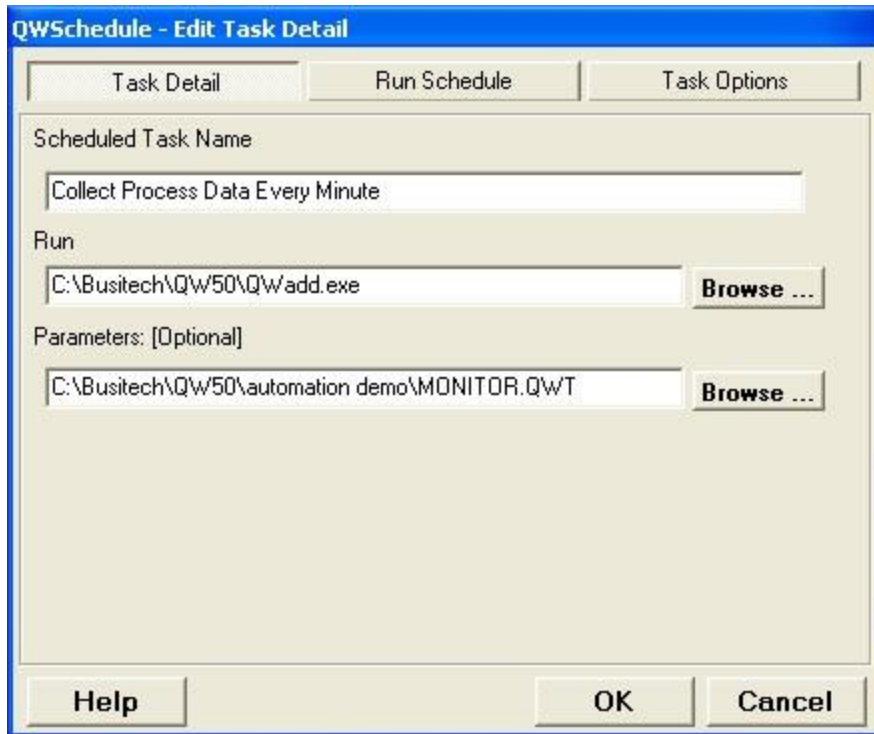 QWSchedule - Edit Task Detail
Task Detail Run Schedule Task Options
Scheduled Task Name
Collect Process Data Every Minute
Run
C:\Busitech\QW50\QWadd.exe Browse ...
Parameters: [Optional]
C:\Busitech\QW50\automation demo\MONITOR.QWT Browse ...
Help OK Cancel